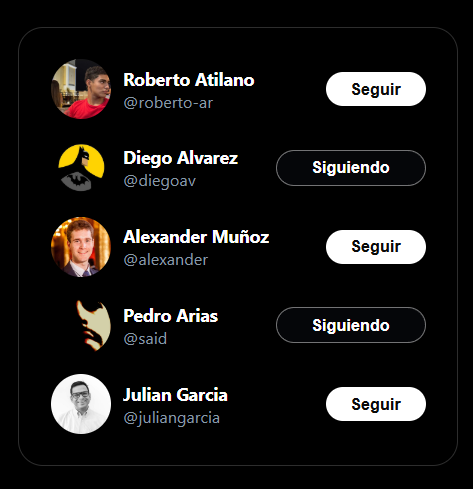 Roberto Atilano
@roberto-ar
Seguir
Diego Alvarez
@diegoav
Siguiendo
Alexander Muñoz
@alexander
Seguir
Pedro Arias
@said
Siguiendo
Julian Garcia
@juliangarcia
Seguir